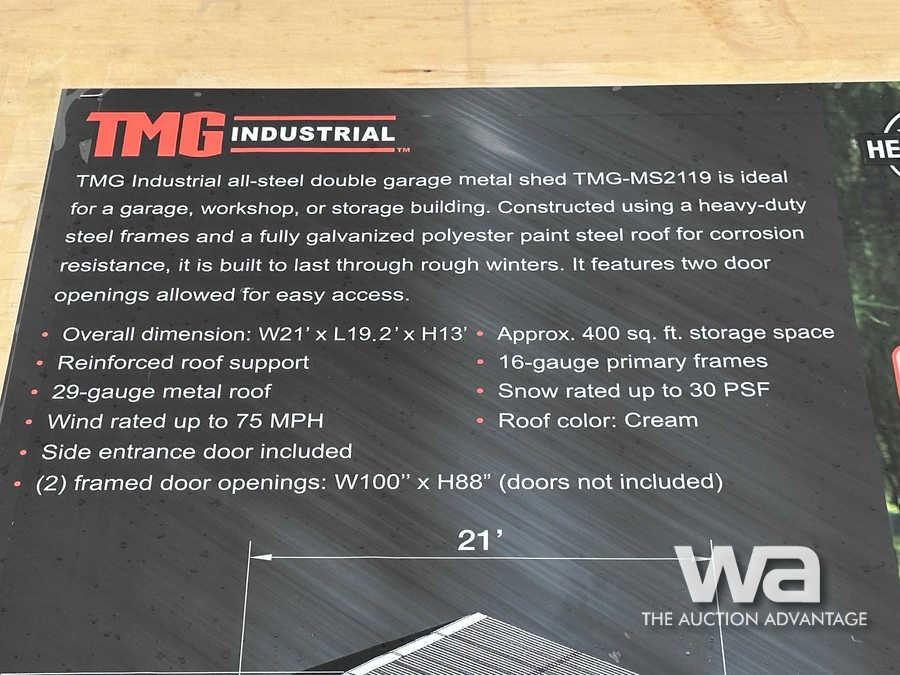 TMG INDUSTRIAL TM
TMG Industrial all-steel double garage metal shed TMG-MS2119 is ideal
for a garage, workshop, or storage building. Constructed using a heavy-duty
steel frames and a fully galvanized polyester paint steel roof for corrosion
resistance, it is built to last through rough winters. It features two door
openings allowed for easy access.
• Overall dimension: W21' x L19.2' x H13'
• Reinforced roof support
• 29-gauge metal roof
• Wind rated up to 75 MPH
• Side entrance door included
• (2) framed door openings: W100’’ x H88” (doors not included)
• Approx. 400 sq. ft. storage space
• 16-gauge primary frames
• Snow rated up to 30 PSF
• Roof color: Cream
21’
wa
THE AUCTION ADVANTAGE